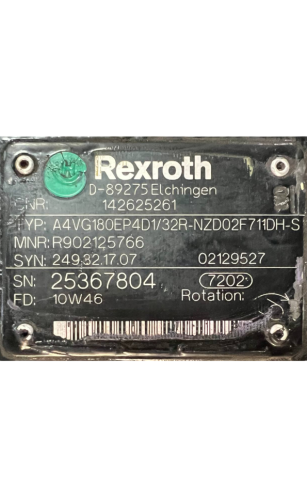 Rexroth
D-89275 Elchingen
CNR: 142625261
TYP: A4VG180EP4D1/32R-NZD02F711DH-S
MNR: R902125766
SYN: 249.32.17.07 02129527
SN: 25367804 7202
FD: 10W46 Rotation: